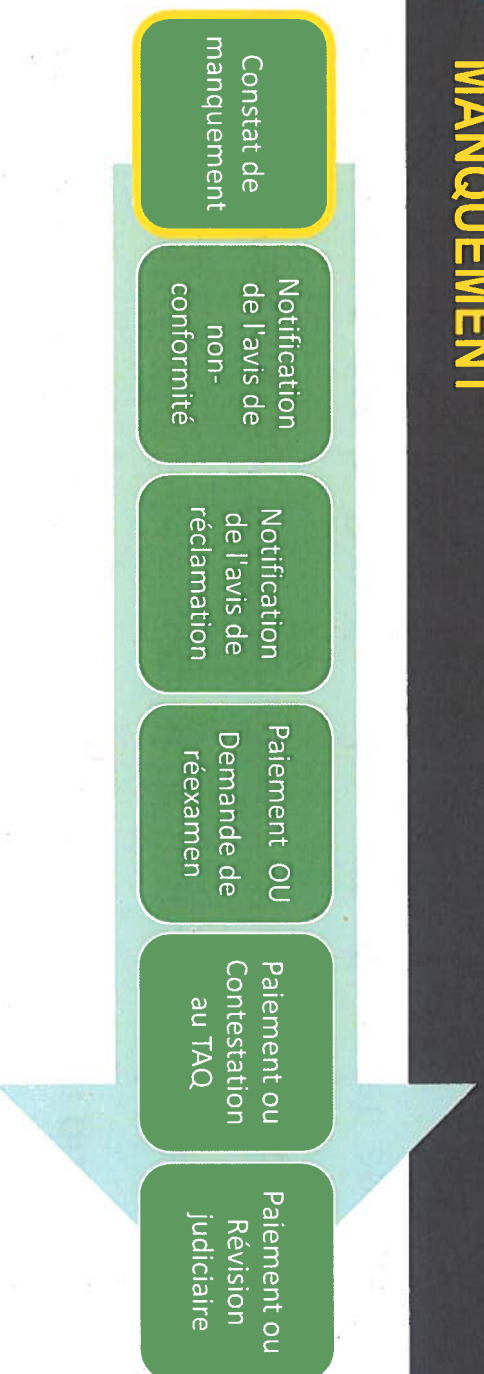 MANQUEMENT
Constat de
manquement
Notification
de l'avis de
non-
conformité
Notification
de l'avis de
réclamation
Paiement OU
Demande de
réexamen
Paiement ou
Contestation
au TAQ
Paiement ou
Révision
judiciaire